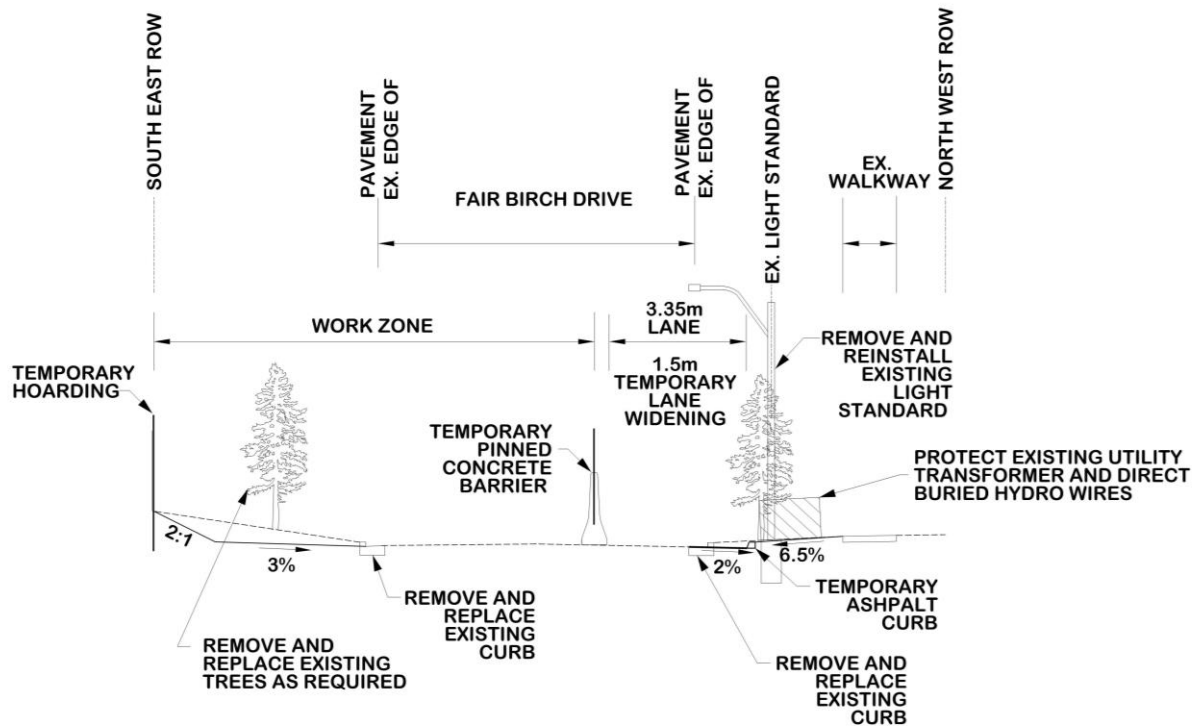 SOUTH EAST ROW
PAVEMENT
EX. EDGE OF
FAIR BIRCH DRIVE
PAVEMENT
EX. EDGE OF
EX. LIGHT STANDARD
EX.
WALKWAY
NORTH WEST ROW
WORK ZONE
3.35m
LANE
1.5m
TEMPORARY
LANE
WIDENING
REMOVE AND
REINSTALL
EXISTING
LIGHT
STANDARD
TEMPORARY
HOARDING
TEMPORARY
PINNED
CONCRETE
BARRIER
PROTECT EXISTING UTILITY
TRANSFORMER AND DIRECT
BURIED HYDRO WIRES
2:1
3%
2%
6.5%
REMOVE AND
REPLACE
EXISTING
CURB
TEMPORARY
ASHPALT
CURB
REMOVE AND
REPLACE EXISTING
TREES AS REQUIRED
REMOVE AND
REPLACE
EXISTING
CURB